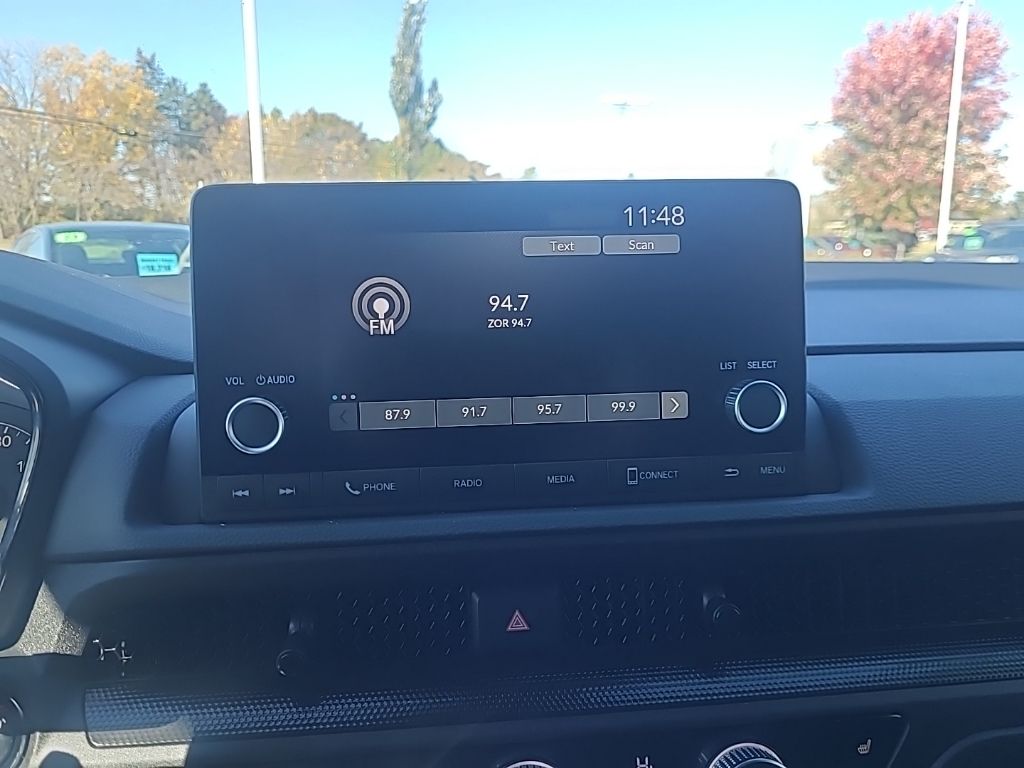 11:48
Text Scan
FM
94.7
ZOR 94.7
VOL AUDIO
LIST SELECT
87.9 91.7 95.7 99.9
PHONE RADIO MEDIA CONNECT MENU